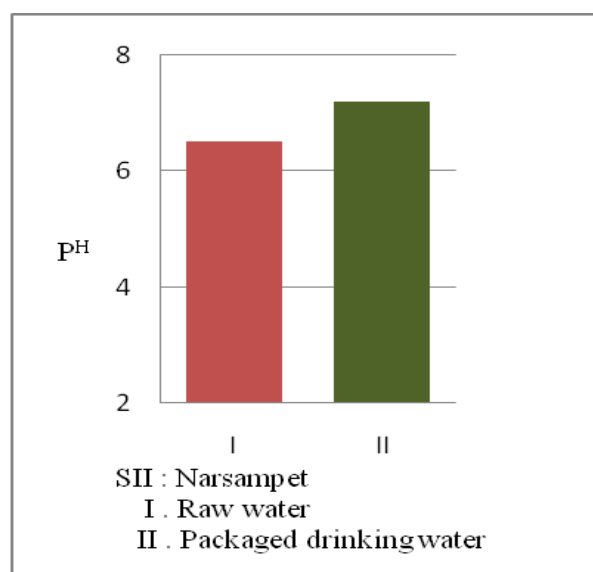 8
6
P^H
4
2
I II
SII : Narsampet
I . Raw water
II . Packaged drinking water